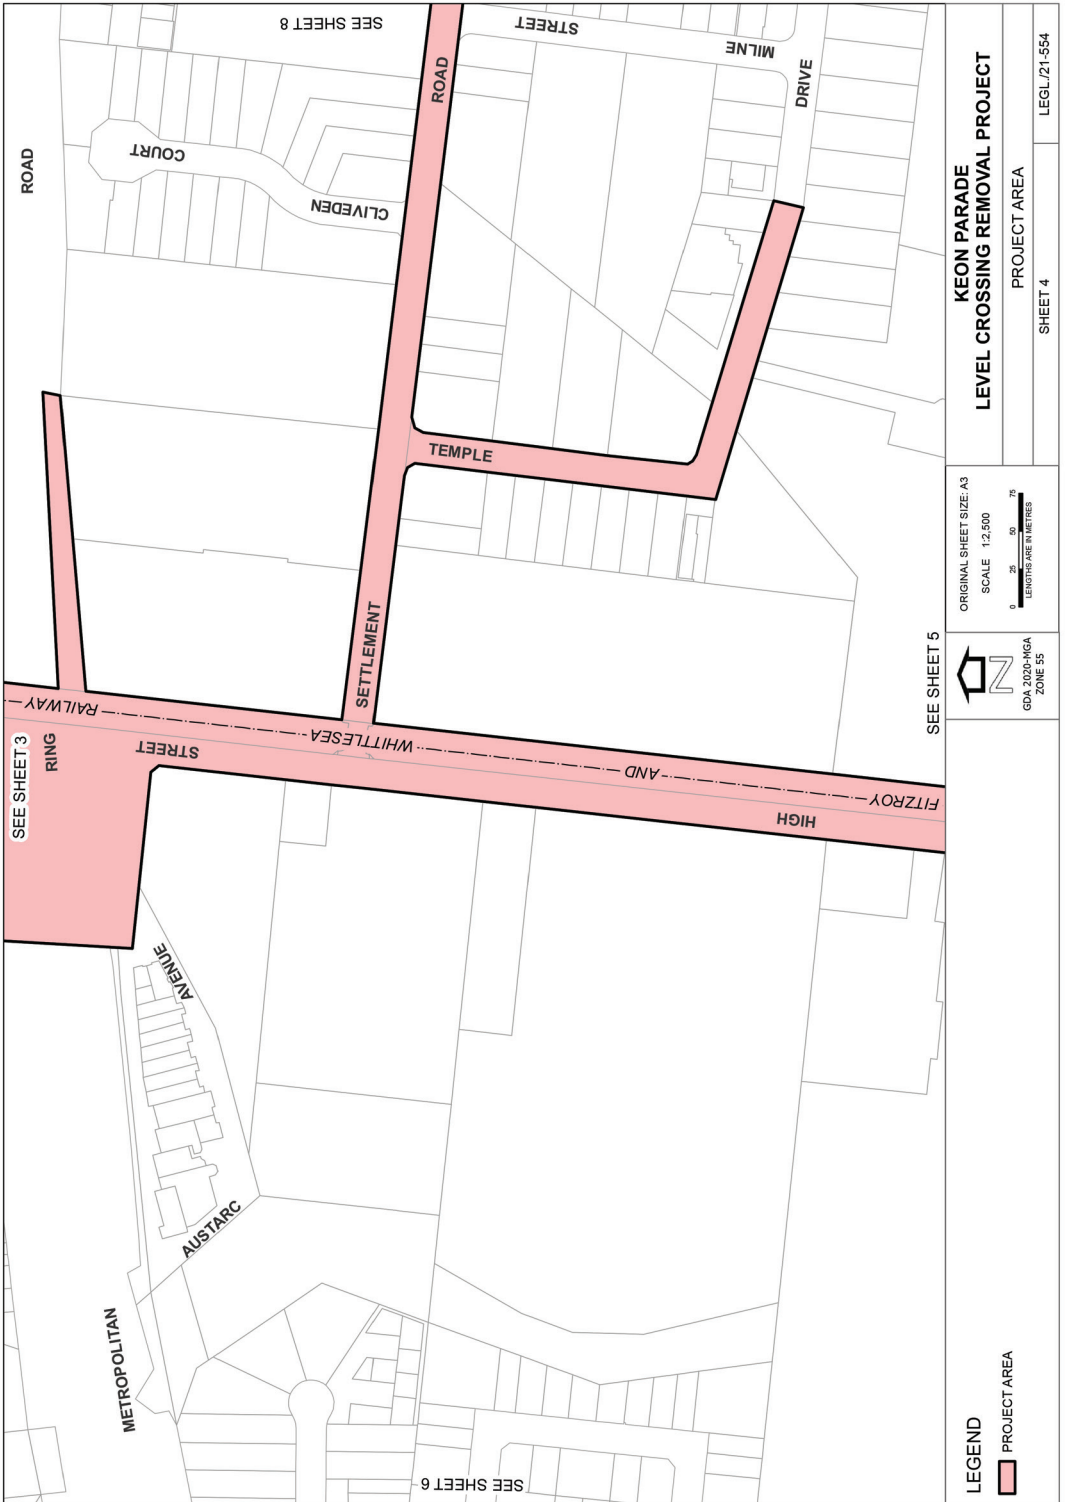 SEE SHEET 3
SEE SHEET 8
SEE SHEET 6
SEE SHEET 5
METROPOLITAN
RING
ROAD
AUSTARC
AVENUE
HIGH
STREET
FITZROY
AND
WHITTLESEA
RAILWAY
SETTLEMENT
ROAD
CLIVEDEN
COURT
TEMPLE
DRIVE
MILNE
STREET
LEGEND
PROJECT AREA
GDA 2020-MGA
ZONE 55
N
ORIGINAL SHEET SIZE: A3
SCALE 1:2,500
0 25 50 75
LENGTHS ARE IN METRES
KEON PARADE
LEVEL CROSSING REMOVAL PROJECT
PROJECT AREA
SHEET 4
LEGL./21-554